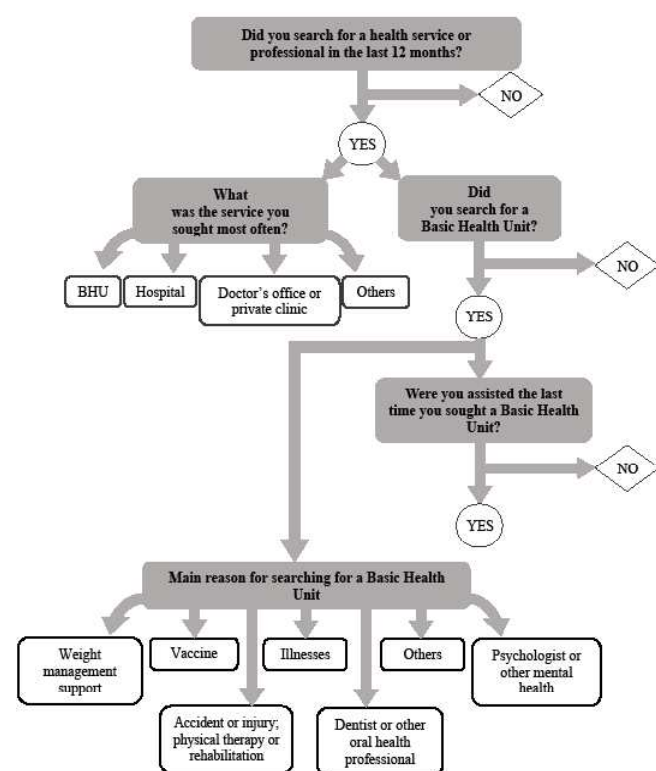 Did you search for a health service or
professional in the last 12 months?
NO
YES
What
was the service you
sought most often?
Did
you search for a
Basic Health Unit?
BHU
Hospital
Doctor's office or
private clinic
Others
NO
YES
Were you assisted the last
time you sought a Basic Health
Unit?
NO
YES
Main reason for searching for a Basic Health
Unit
Weight
management
support
Vaccine
Illnesses
Others
Psychologist or
other mental
health
Accident or injury;
physical therapy or
rehabilitation
Dentist or other
oral health
professional